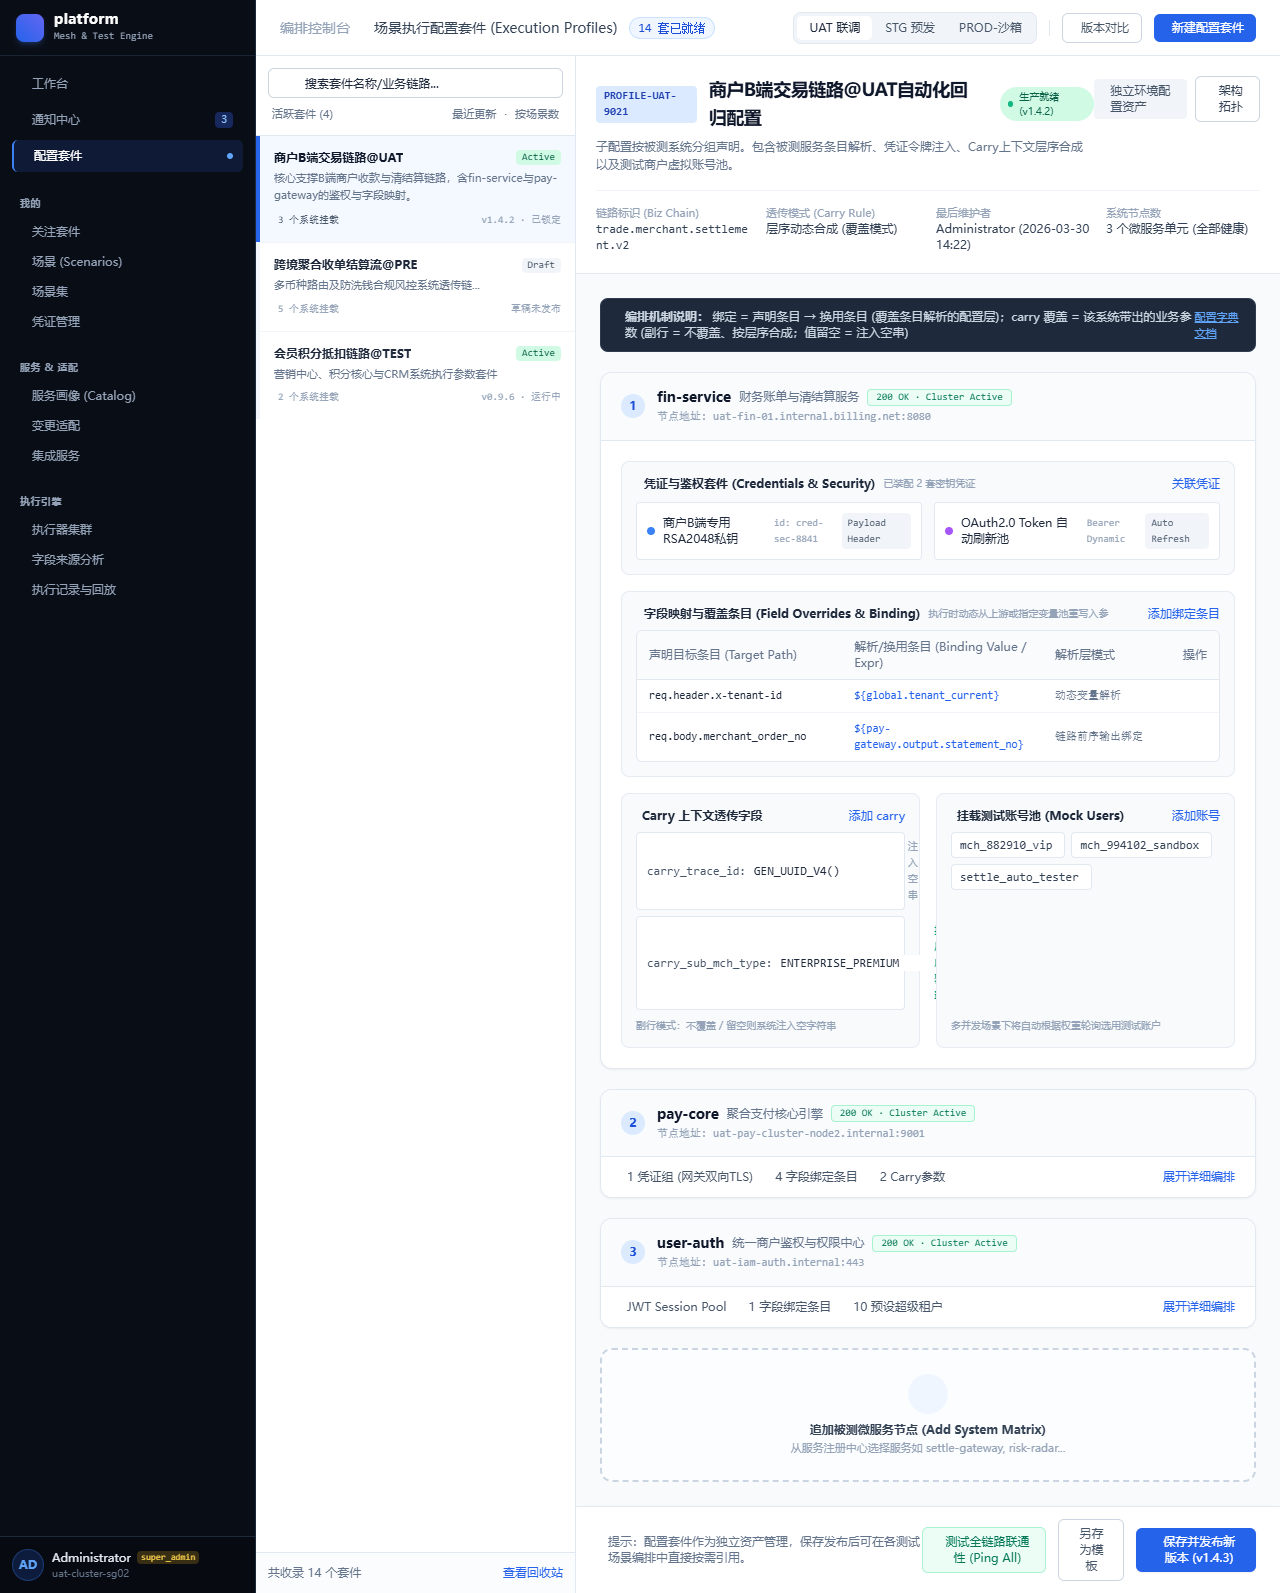 platform
Mesh & Test Engine
工作台
通知中心 3
配置套件
我的
关注套件
场景 (Scenarios)
场景集
凭证管理
服务 & 适配
服务画像 (Catalog)
变更适配
集成服务
执行引擎
执行器集群
字段来源分析
执行记录与回放
AD
Administrator super_admin
uat-cluster-sg02
编排控制台 场景执行配置套件 (Execution Profiles) 14 套已就绪
UAT 联调 STG 预发 PROD-沙箱 版本对比 新建配置套件
搜索套件名称/业务链路...
活跃套件 (4) 最近更新 · 按场景数
商户B端交易链路@UAT Active
核心支撑B端商户收款与清结算链路，含fin-service与pay-
gateway的鉴权与字段映射。
3 个系统挂载 v1.4.2 · 已锁定
跨境聚合收单结算流@PRE Draft
多币种路由及防洗钱合规风控系统透传链...
5 个系统挂载 草稿未发布
会员积分抵扣链路@TEST Active
营销中心、积分核心与CRM系统执行参数套件
2 个系统挂载 v0.9.6 · 运行中
共收录 14 个套件 查看回收站
PROFILE-UAT-
9021
商户B端交易链路@UAT自动化回
归配置
生产就绪
(v1.4.2)
独立环境配
置资产
架构
拓扑
子配置按被测系统分组声明。包含被测服务条目解析、凭证令牌注入、Carry上下文层序合成
以及测试商户虚拟账号池。
链路标识 (Biz Chain)
trade.merchant.settleme
nt.v2
透传模式 (Carry Rule)
层序动态合成 (覆盖模式)
最后维护者
Administrator (2026-03-30
14:22)
系统节点数
3 个微服务单元 (全部健康)
编排机制说明： 绑定 = 声明条目 → 换用条目 (覆盖条目解析的配置层)；carry 覆盖 = 该系统带出的业务参
数 (副行 = 不覆盖、按层序合成；值留空 = 注入空串)
配置字典
文档
1
fin-service 财务账单与清结算服务 200 OK · Cluster Active
节点地址: uat-fin-01.internal.billing.net:8080
凭证与鉴权套件 (Credentials & Security) 已装配 2 套密钥凭证 关联凭证
商户B端专用
RSA2048私钥
id: cred-
sec-8841
Payload
Header
OAuth2.0 Token 自
动刷新池
Bearer
Dynamic
Auto
Refresh
字段映射与覆盖条目 (Field Overrides & Binding) 执行时动态从上游或指定变量池重写入参 添加绑定条目
声明目标条目 (Target Path) 解析/换用条目 (Binding Value /
Expr) 解析层模式 操作
req.header.x-tenant-id ${global.tenant_current} 动态变量解析
req.body.merchant_order_no ${pay-
gateway.output.statement_no} 链路前序输出绑定
Carry 上下文透传字段 添加 carry
carry_trace_id: GEN_UUID_V4()
注
入
空
串
carry_sub_mch_type: ENTERPRISE_PREMIUM
副行模式：不覆盖 / 留空则系统注入空字符串
挂载测试账号池 (Mock Users) 添加账号
mch_882910_vip mch_994102_sandbox
settle_auto_tester
多并发场景下将自动根据权重轮询选用测试账户
2
pay-core 聚合支付核心引擎 200 OK · Cluster Active
节点地址: uat-pay-cluster-node2.internal:9001
1 凭证组 (网关双向TLS) 4 字段绑定条目 2 Carry参数 展开详细编排
3
user-auth 统一商户鉴权与权限中心 200 OK · Cluster Active
节点地址: uat-iam-auth.internal:443
JWT Session Pool 1 字段绑定条目 10 预设超级租户 展开详细编排
追加被测微服务节点 (Add System Matrix)
从服务注册中心选择服务如 settle-gateway, risk-radar...
提示：配置套件作为独立资产管理，保存发布后可在各测试
场景编排中直接按需引用。
测试全链路联通
性 (Ping All)
另存
为模
板
保存并发布新
版本 (v1.4.3)